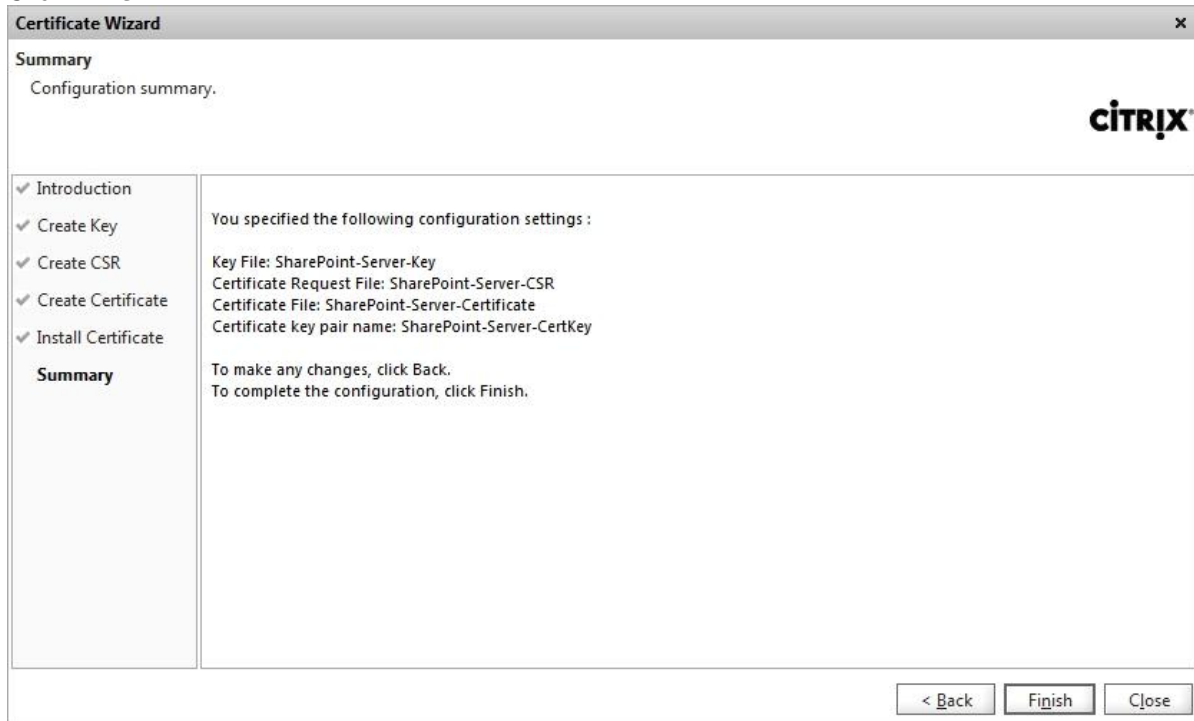 Certificate Wizard
×
Summary
Configuration summary.
CİTRIX
Introduction
Create Key
Create CSR
Create Certificate
Install Certificate
Summary
You specified the following configuration settings :
Key File: SharePoint-Server-Key
Certificate Request File: SharePoint-Server-CSR
Certificate File: SharePoint-Server-Certificate
Certificate key pair name: SharePoint-Server-CertKey
To make any changes, click Back.
To complete the configuration, click Finish.
< Back
Finish
Close